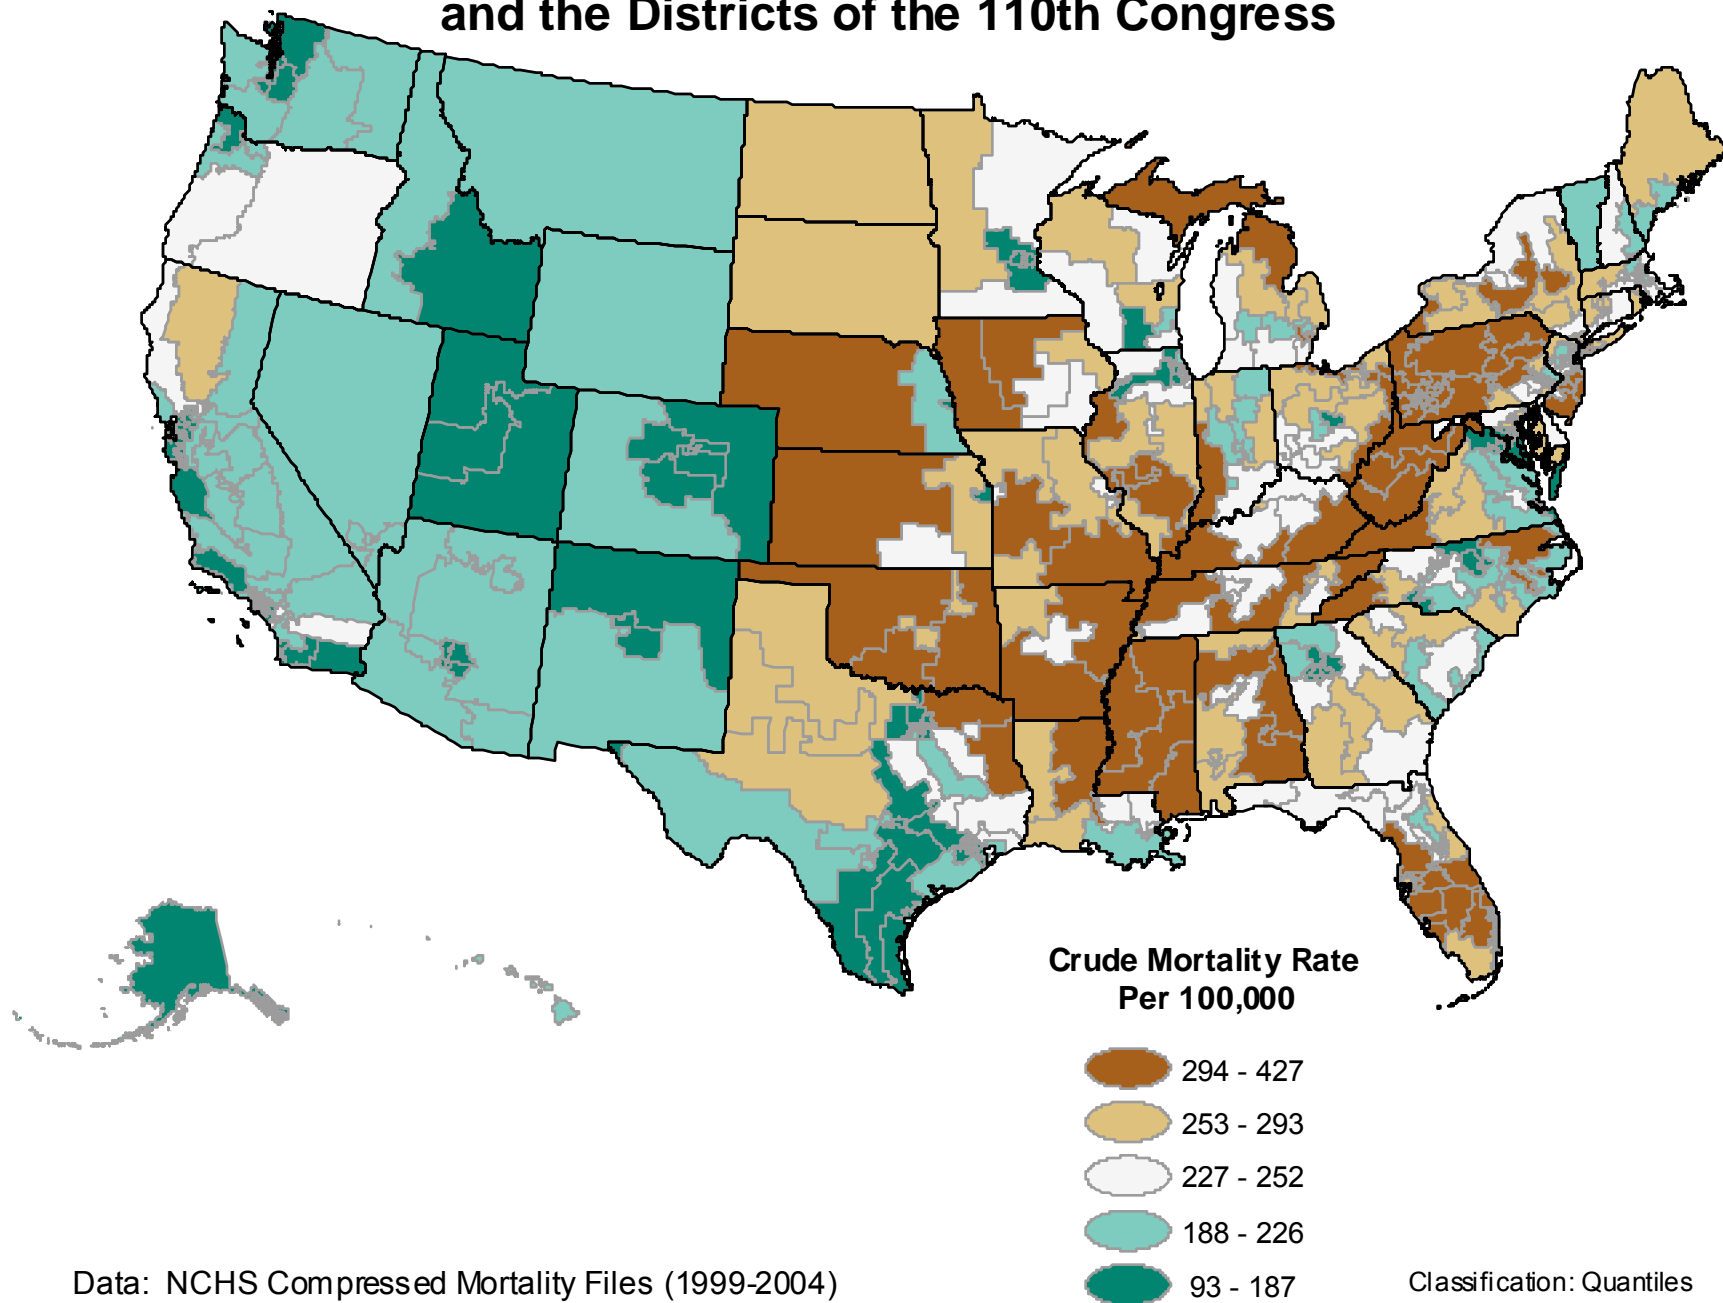 and the Districts of the 110th Congress
Crude Mortality Rate
Per 100,000
294 - 427
253 - 293
227 - 252
188 - 226
93 - 187
Data: NCHS Compressed Mortality Files (1999-2004)
Classification: Quantiles